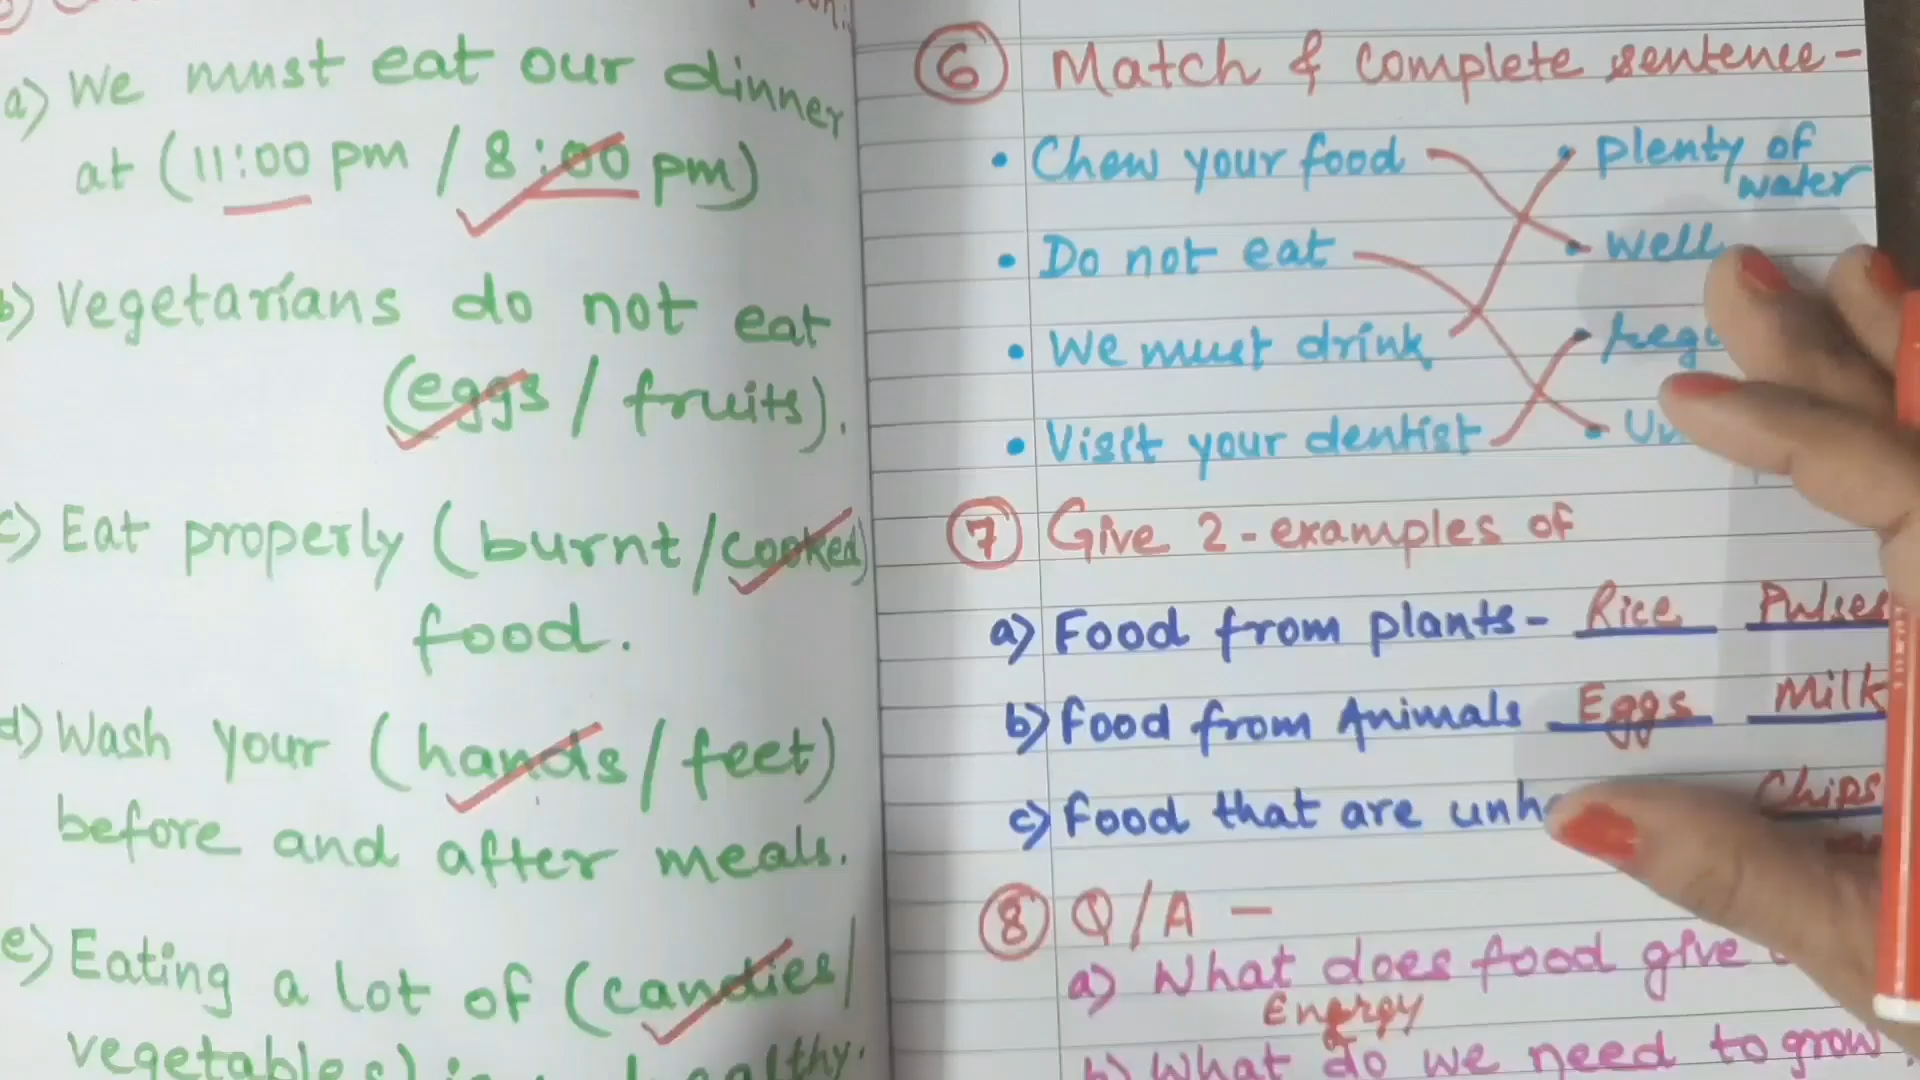 a) We must eat our dinner
at (11:00 pm / 8:00 pm)
b) Vegetarians do not eat
(eggs / fruits).
c) Eat properly (burnt/cooked)
food.
d) Wash your (hands/feet)
before and after meals.
e) Eating a lot of (candies/
vegetables)
6 Match & complete sentence-
• Chew your food • plenty of
water
• Do not eat • well
• We must drink
• Visit your dentist
7 Give 2-examples of
a) Food from plants- Rice Pulses
b) Food from Animals Eggs Milk
c) Food that are Chips
8 Q/A -
a) What does food give
Energy
b) What do we need to grow?